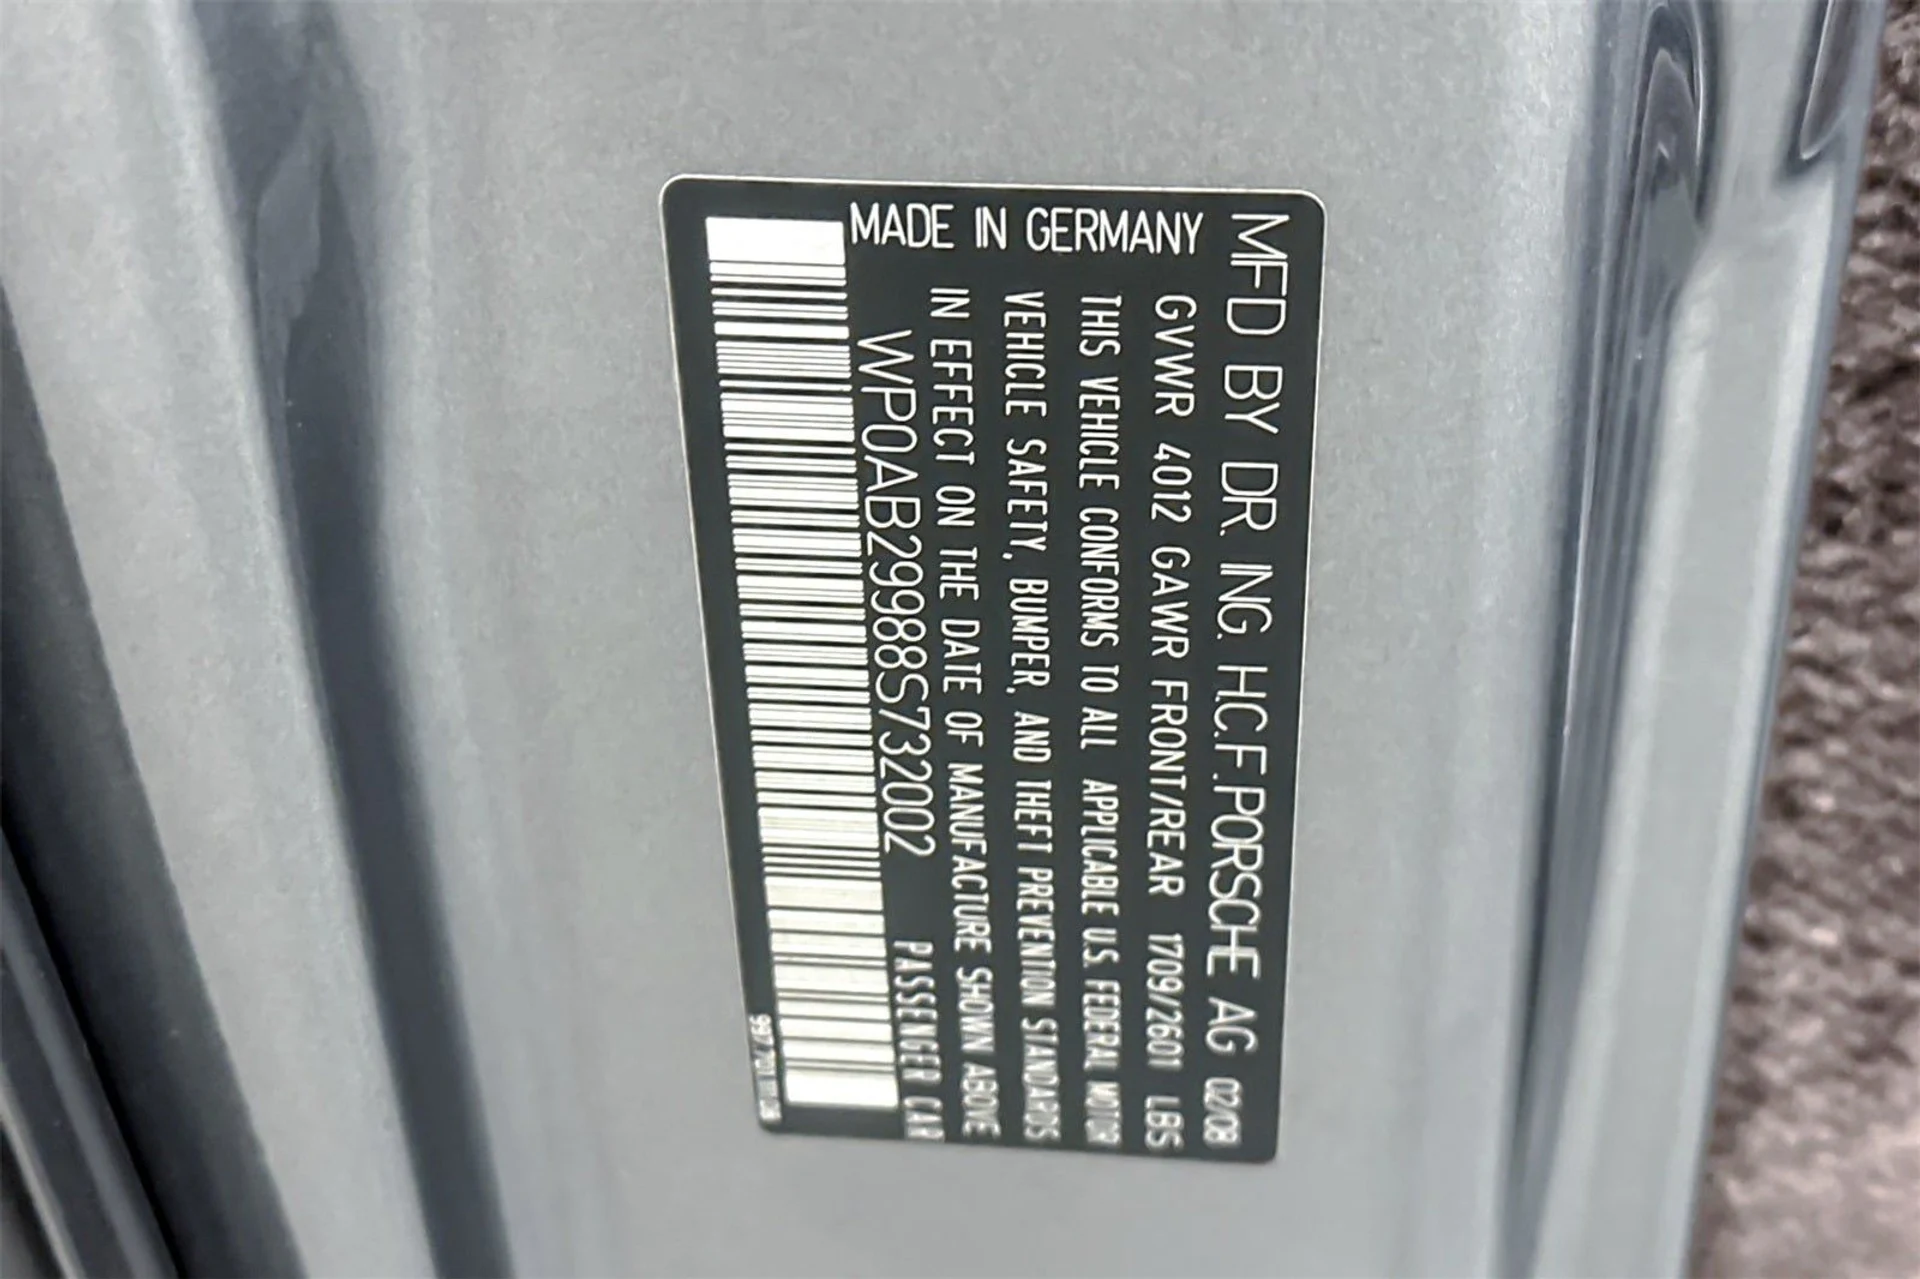 MFD BY DR. ING. H.C.F.PORSCHE AG 02/08
GVWR 4012 GAWR FRONT/REAR 1709/2601 LBS
THIS VEHICLE CONFORMS TO ALL APPLICABLE U.S. FEDERAL MOTOR
VEHICLE SAFETY, BUMPER, AND THEFT PREVENTION STANDARDS
IN EFFECT ON THE DATE OF MANUFACTURE SHOWN ABOVE
WP0AB29988S732002 PASSENGER CAR
MADE IN GERMANY